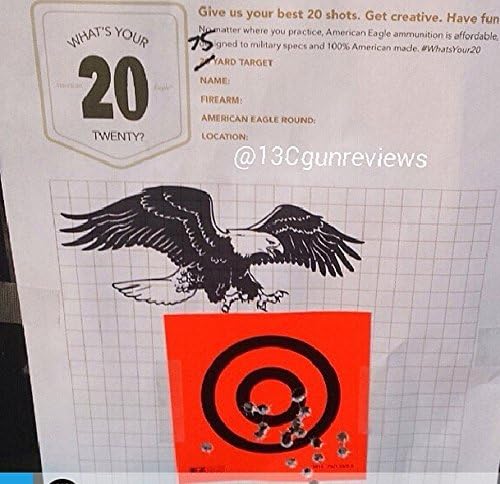 WHAT'S YOUR
20
TWENTY?
American
Eagle
Give us your best 20 shots. Get creative. Have fun
No matter where you practice, American Eagle ammunition is affordable,
signed to military specs and 100% American made. #WhatsYour20
75
YARD TARGET
NAME:
FIREARM:
AMERICAN EAGLE ROUND:
LOCATION:
@13Cgunreviews